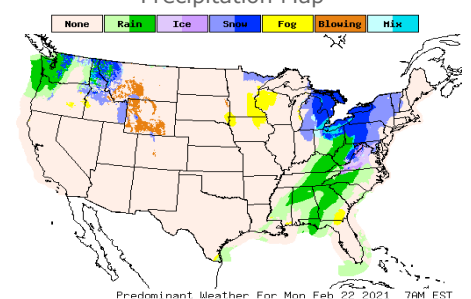 Precipitation Map
None Rain Ice Snow Fog Blowing Mix
Predominant Weather For Mon Feb 22 2021 7AM EST